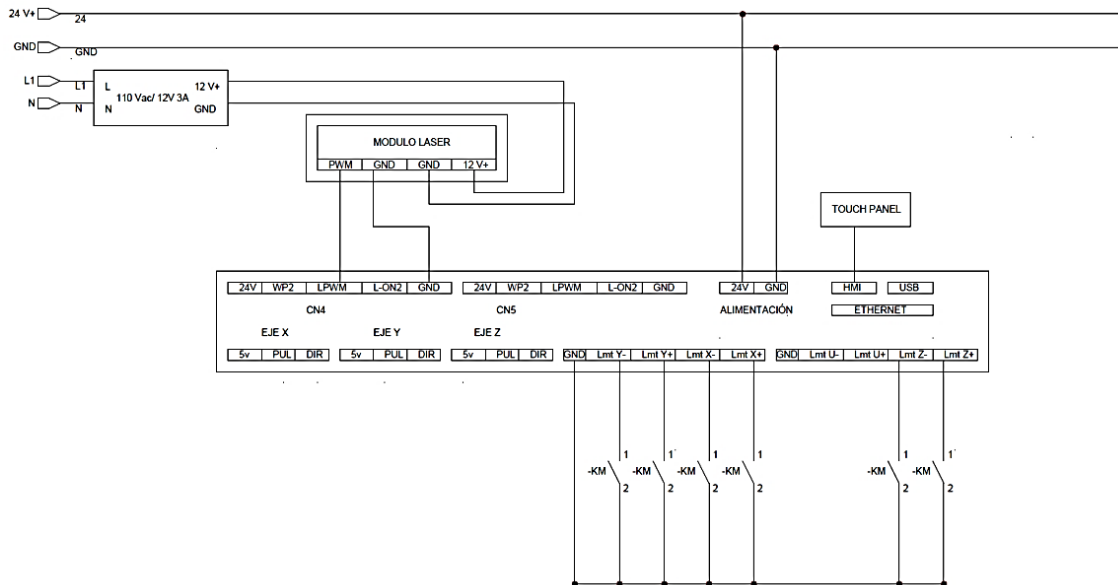 24 V+ 24
GND GND
L1 L1 L 12 V+
110 Vac/ 12V 3A
N N N GND
MODULO LASER
PWM GND GND 12 V+
TOUCH PANEL
24V WP2 LPWM L-ON2 GND 24V WP2 LPWM L-ON2 GND 24V GND HMI USB
CN4 CN5 ALIMENTACIÓN ETHERNET
EJE X EJE Y EJE Z
5v PUL DIR 5v PUL DIR 5v PUL DIR GND Lmt Y- Lmt Y+ Lmt X- Lmt X+ GND Lmt U- Lmt U+ Lmt Z- Lmt Z+
1 1 1 1 1 1
-KM -KM -KM -KM -KM -KM
2 2 2 2 2 2